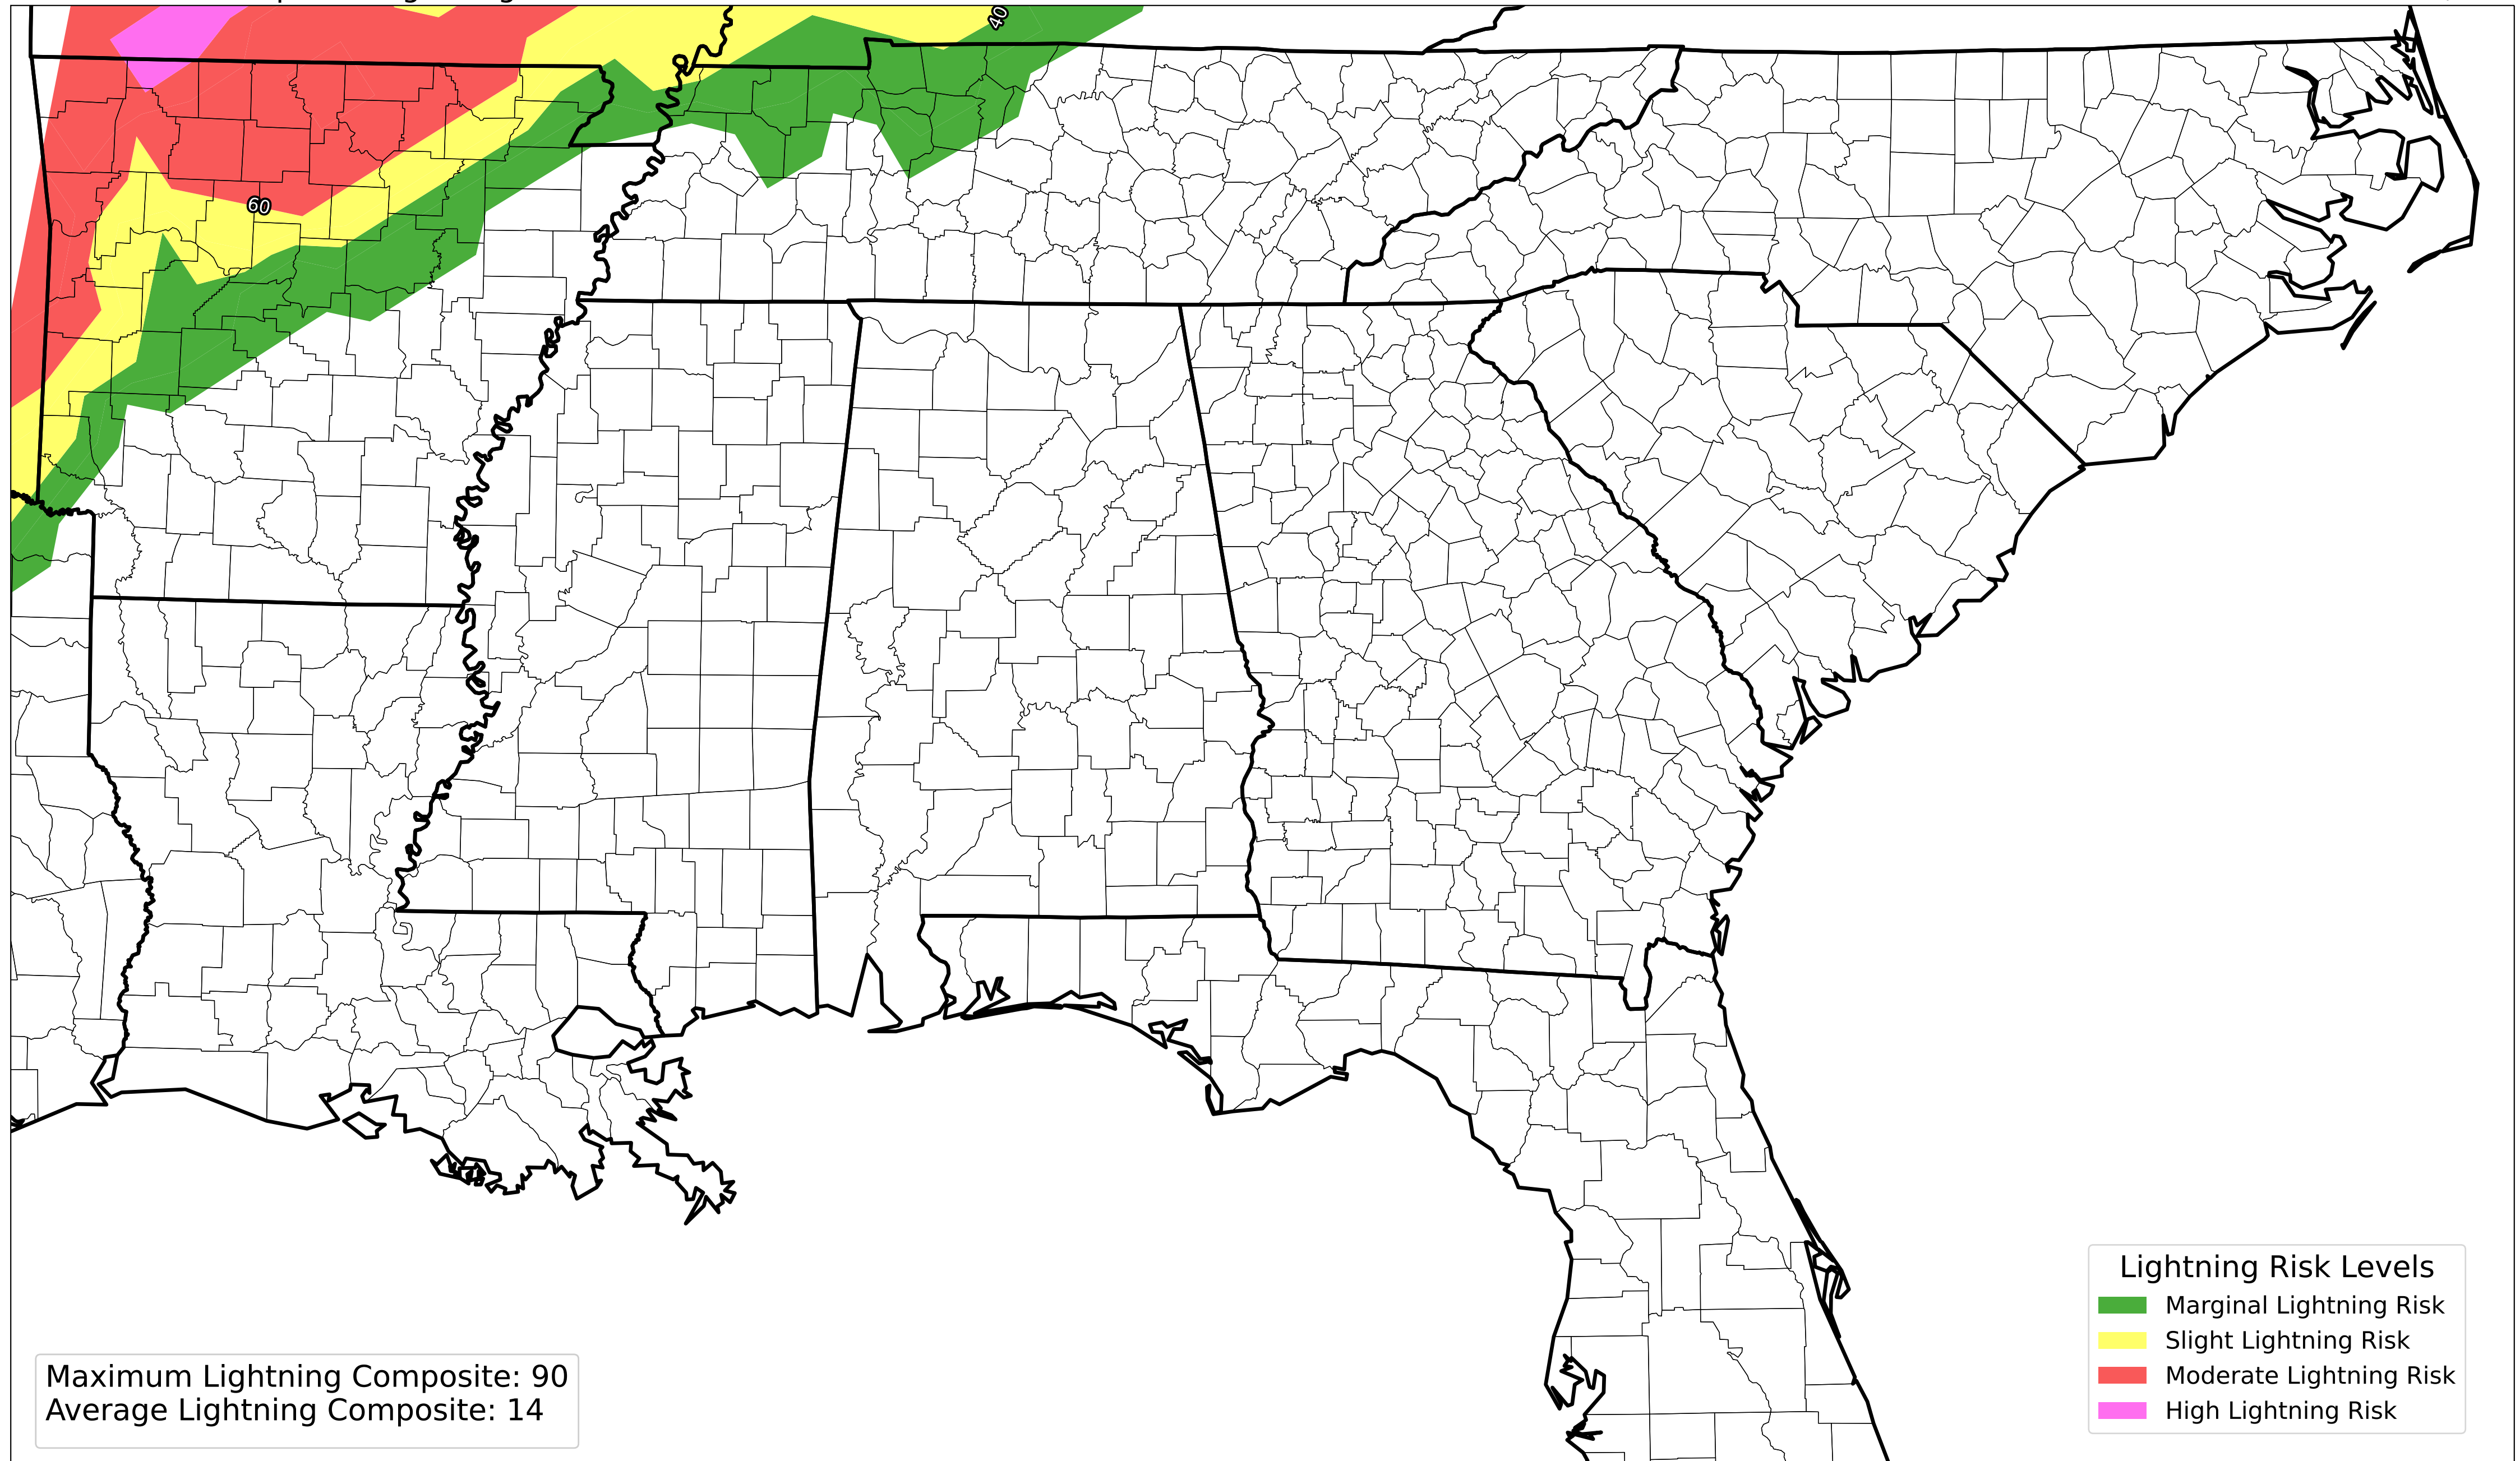 40
60
Lightning Risk Levels
Marginal Lightning Risk
Slight Lightning Risk
Moderate Lightning Risk
High Lightning Risk
Maximum Lightning Composite: 90
Average Lightning Composite: 14